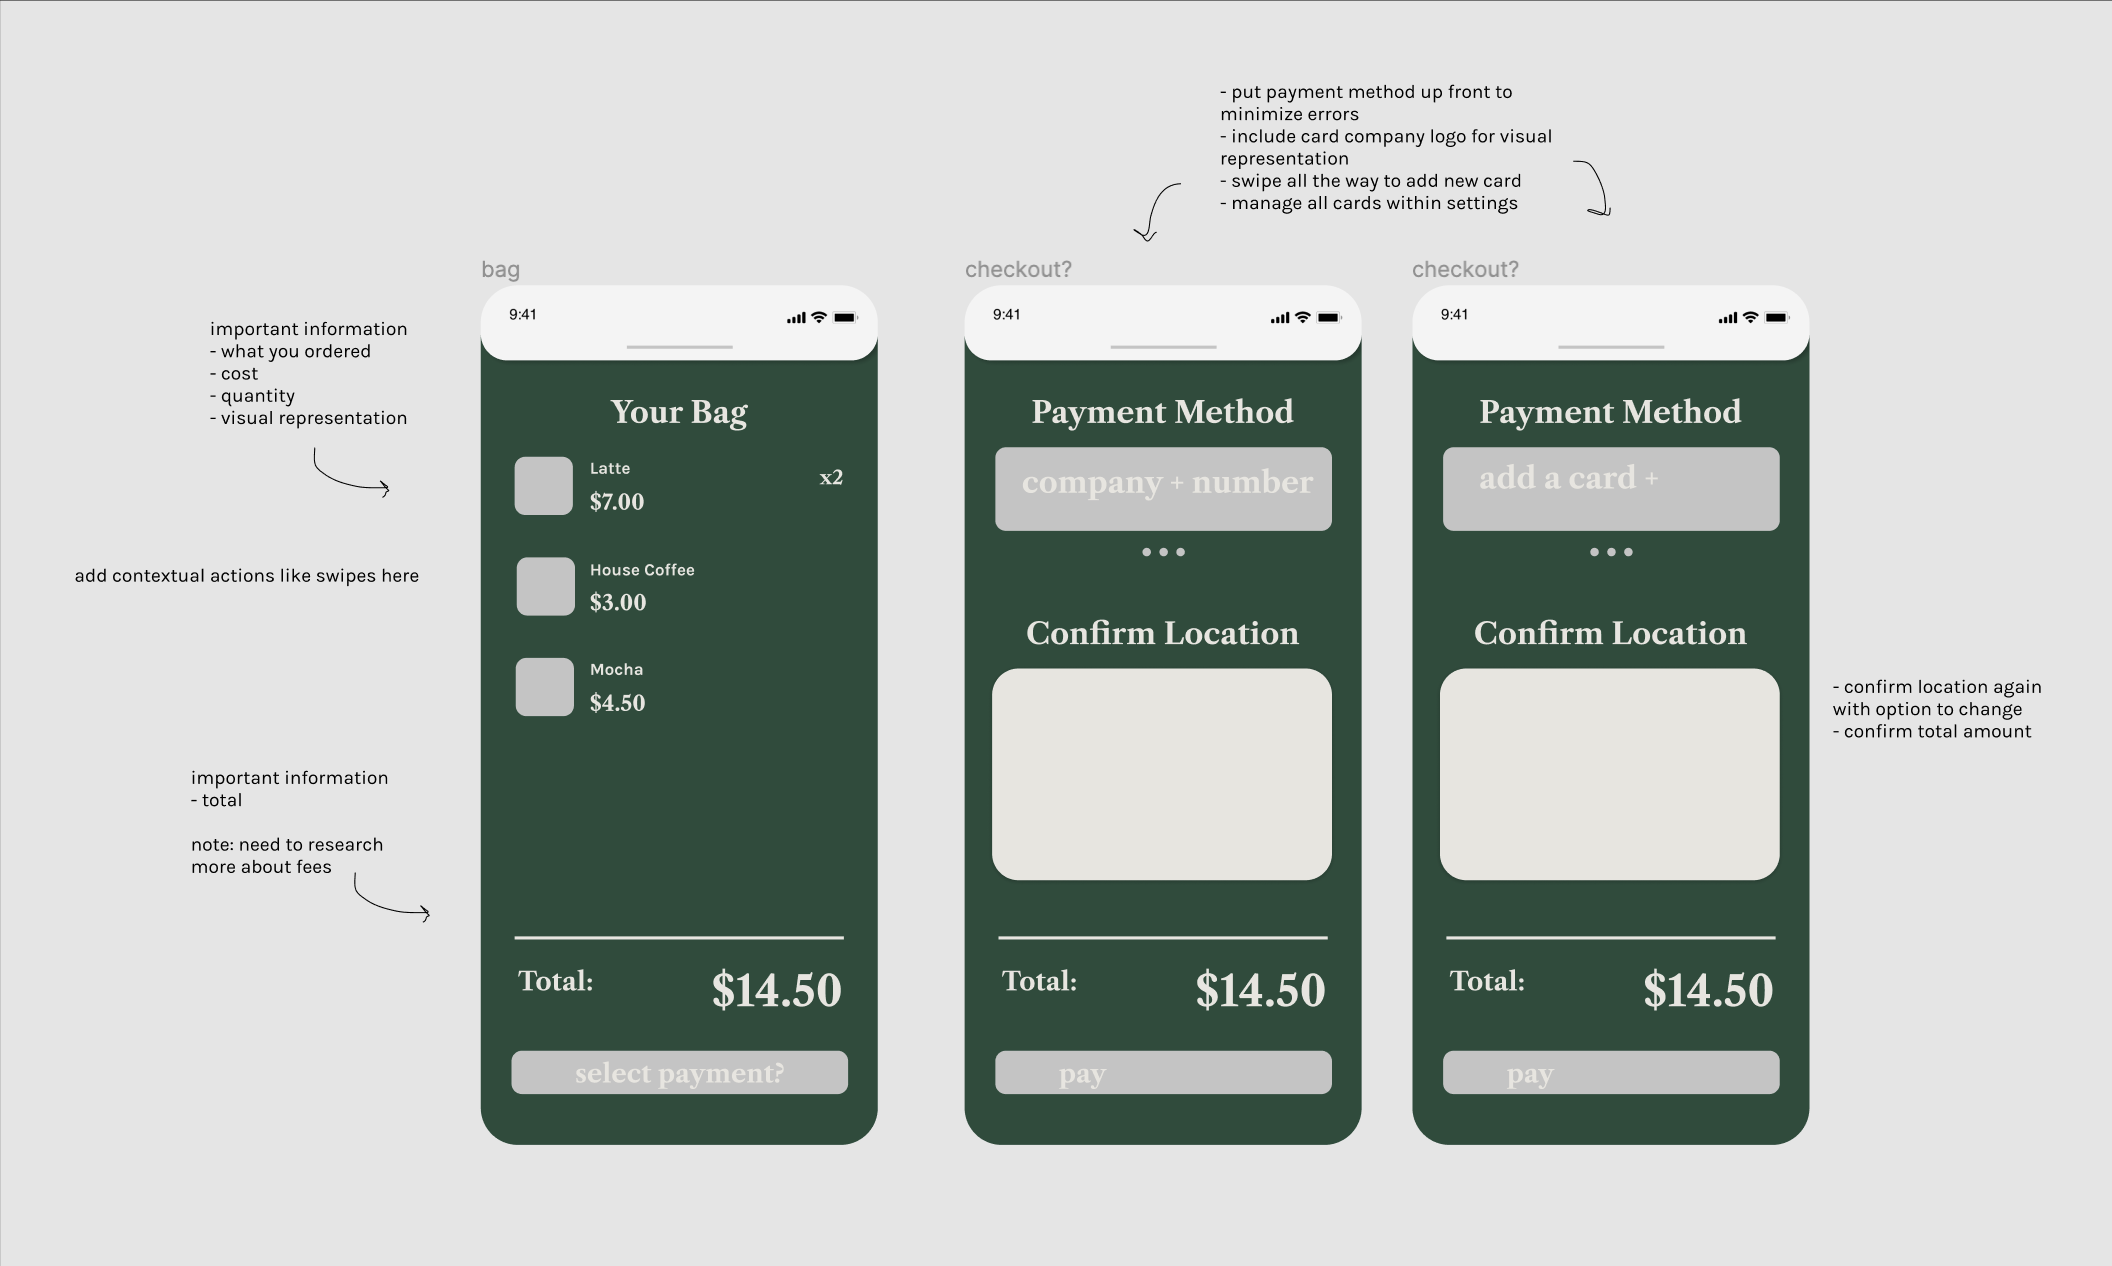 - put payment method up front to
minimize errors
- include card company logo for visual
representation
- swipe all the way to add new card
- manage all cards within settings
important information
- what you ordered
- cost
- quantity
- visual representation
add contextual actions like swipes here
important information
- total
note: need to research
more about fees
bag
9:41
Your Bag
Latte
$7.00
x2
House Coffee
$3.00
Mocha
$4.50
Total:
$14.50
select payment?
checkout?
9:41
Payment Method
company + number
Confirm Location
Total:
$14.50
pay
checkout?
9:41
Payment Method
add a card +
Confirm Location
Total:
$14.50
pay
- confirm location again
with option to change
- confirm total amount